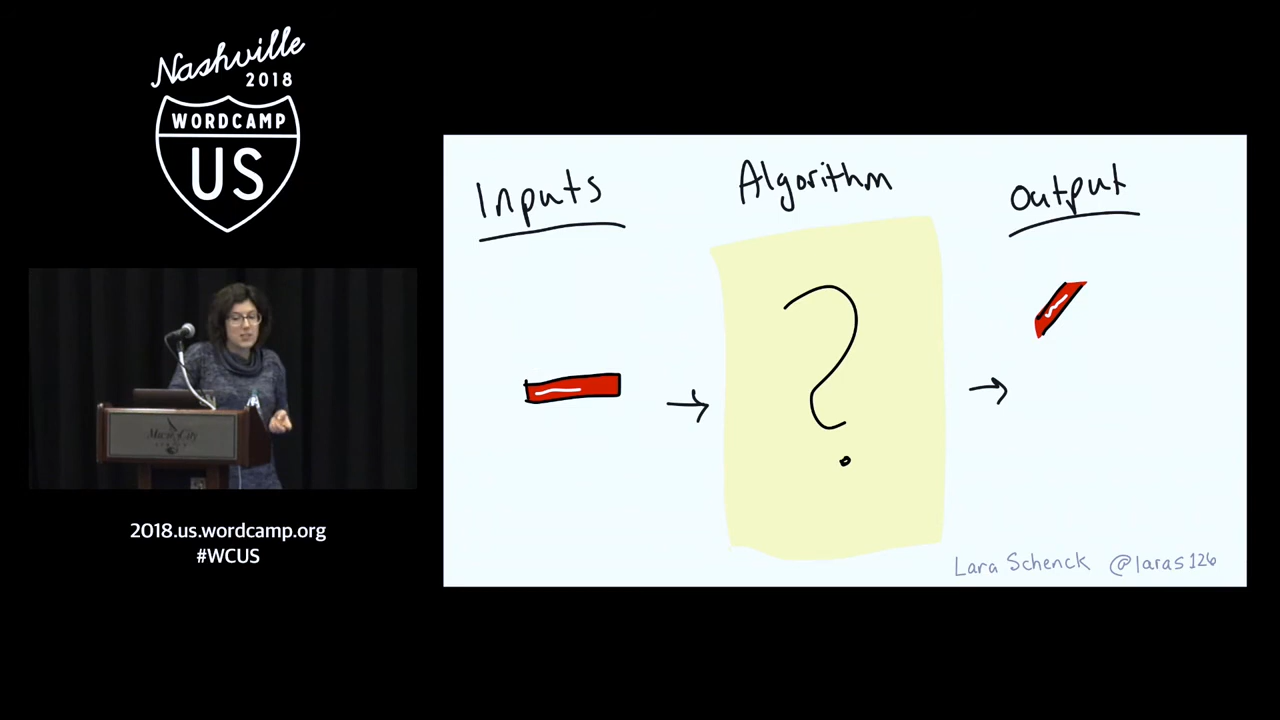 Nashville
2018
WORDCAMP
US
2018.us.wordcamp.org
#WCUS
Inputs
Algorithm
Output
?
Lara Schenck @laras126